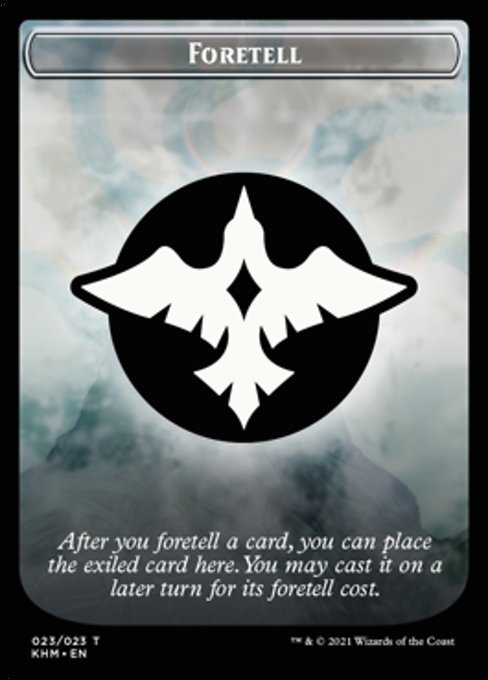 FORETELL
After you foretell a card, you can place
the exiled card here. You may cast it on a
later turn for its foretell cost.
023/023 T
KHM • EN
™ & © 2021 Wizards of the Coast